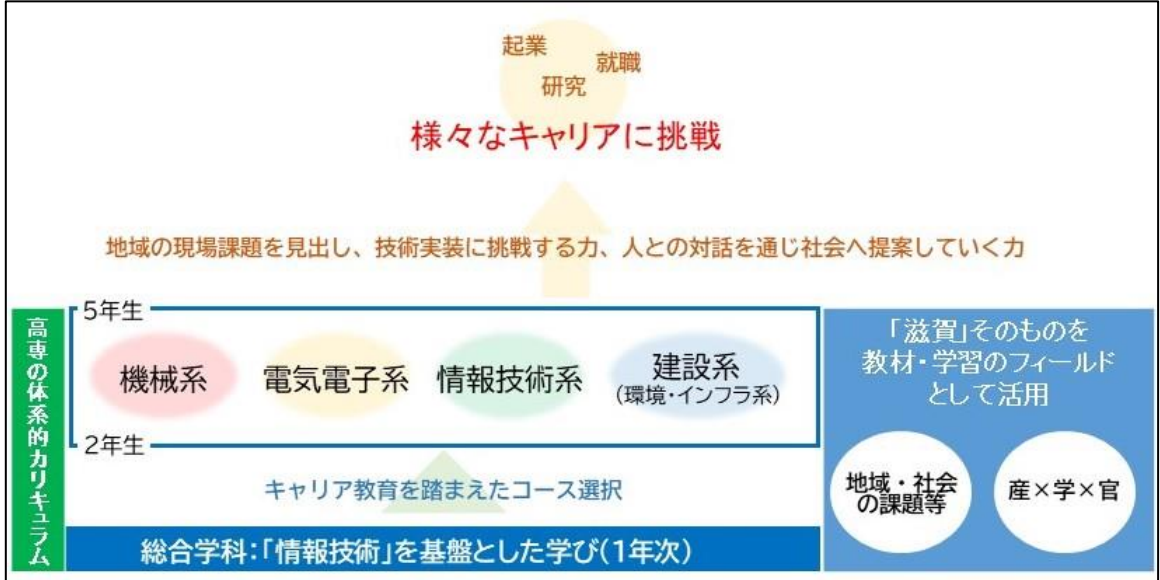 起業
就職
研究
様々なキャリアに挑戦
地域の現場課題を見出し、技術実装に挑戦する力、人との対話を通じ社会へ提案していく力
高専の体系的カリキュラム
5年生
機械系
電気電子系
情報技術系
建設系
(環境・インフラ系)
2年生
キャリア教育を踏まえたコース選択
総合学科:「情報技術」を基盤とした学び(1年次)
「滋賀」そのものを
教材・学習のフィールド
として活用
地域・社会
の課題等
産×学×官